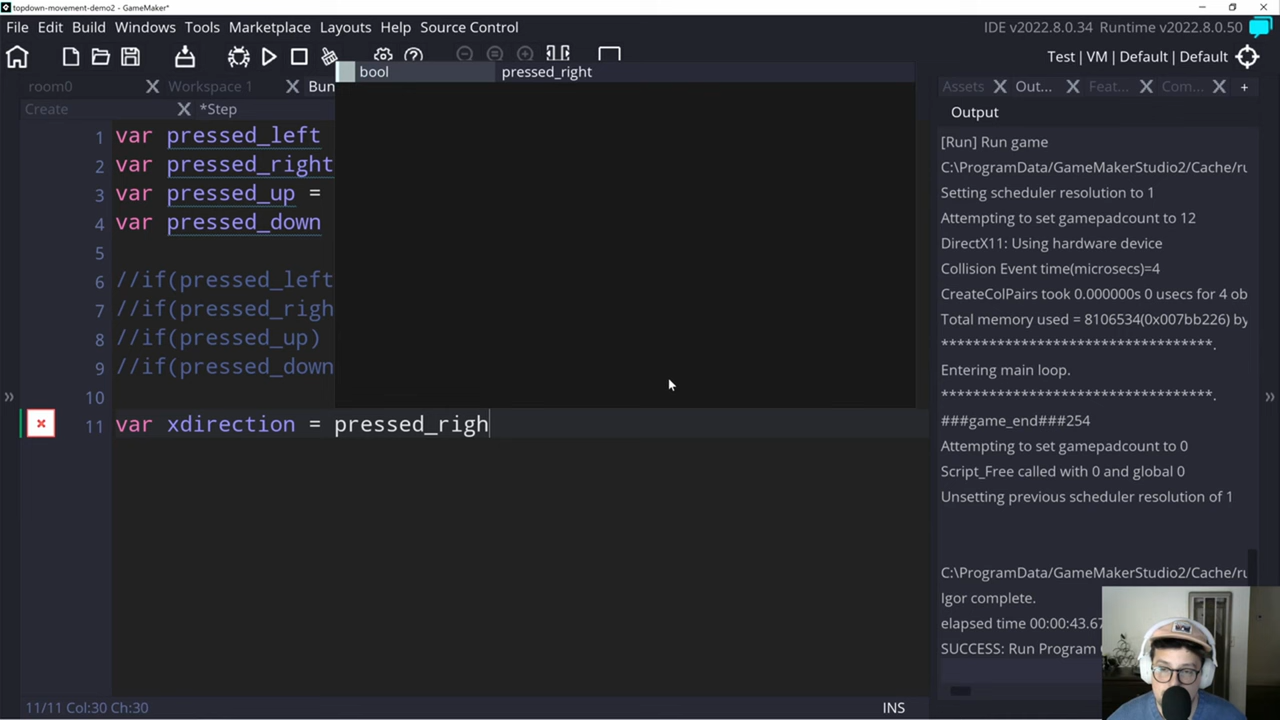 topdown-movement-demo2 - GameMaker*
File Edit Build Windows Tools Marketplace Layouts Help Source Control
IDE v2022.8.0.34 Runtime v2022.8.0.50
Test | VM | Default | Default
room0
Workspace 1
Bun
bool pressed_right
Create
*Step
Assets
Out...
Feat...
Com...
Output
1 var pressed_left
2 var pressed_right
3 var pressed_up =
4 var pressed_down
5
6 //if(pressed_left
7 //if(pressed_righ
8 //if(pressed_up)
9 //if(pressed_down
10
11 var xdirection = pressed_righ
[Run] Run game
C:\ProgramData/GameMakerStudio2/Cache/ru
Setting scheduler resolution to 1
Attempting to set gamepadcount to 12
DirectX11: Using hardware device
Collision Event time(microsecs)=4
CreateColPairs took 0.000000s 0 usecs for 4 ob
Total memory used = 8106534(0x007bb226) by
**********************************.
Entering main loop.
**********************************.
###game_end###254
Attempting to set gamepadcount to 0
Script_Free called with 0 and global 0
Unsetting previous scheduler resolution of 1
C:\ProgramData/GameMakerStudio2/Cache/ru
Igor complete.
elapsed time 00:00:43.67
SUCCESS: Run Program
11/11 Col:30 Ch:30
INS